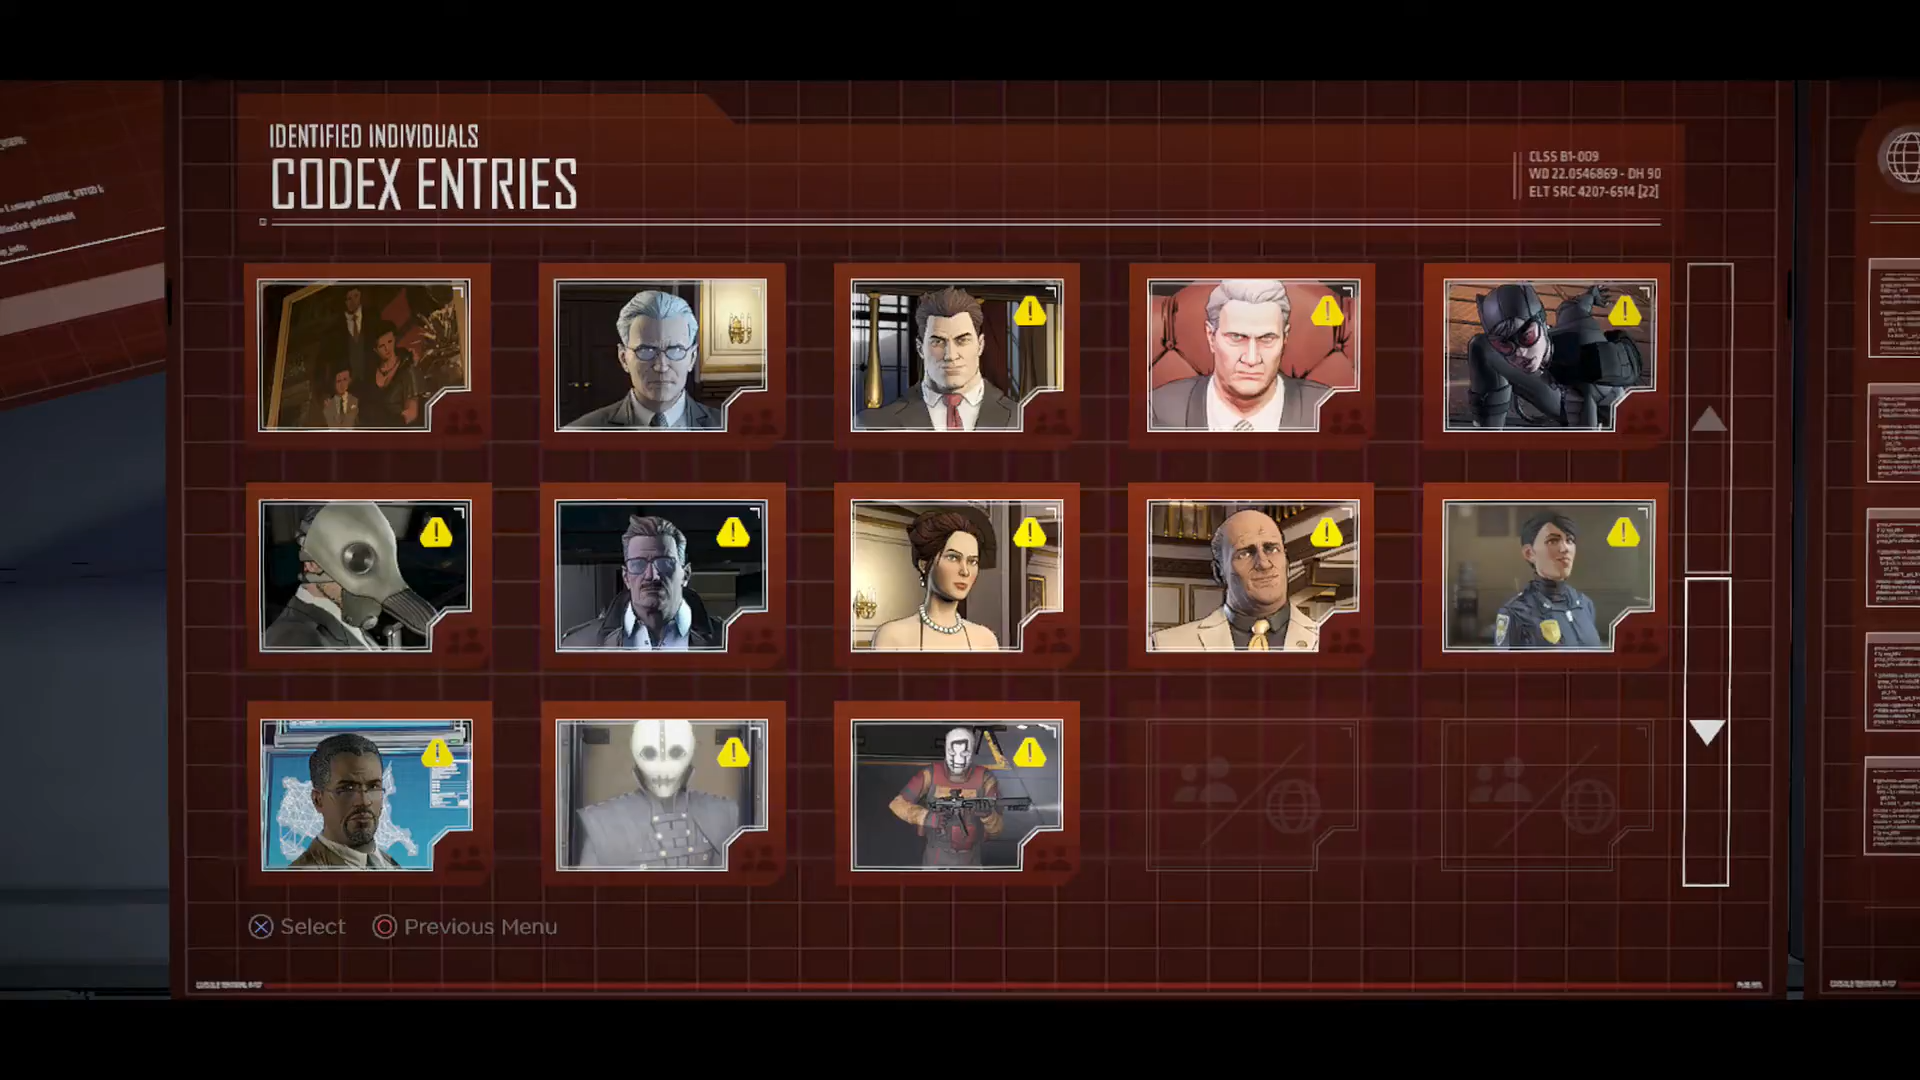 IDENTIFIED INDIVIDUALS
CODEX ENTRIES
CLSS B1-009
WD 22.0546869 - DH 90
ELT SRC 4207-6514 [22]
Select
Previous Menu